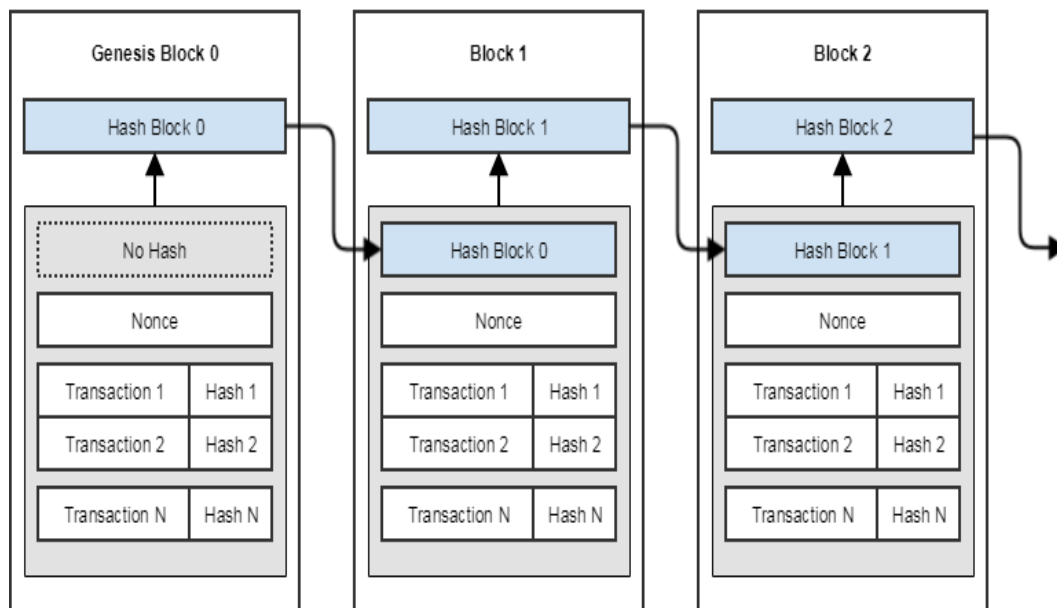 Genesis Block 0
Hash Block 0
No Hash
Nonce
Transaction 1 Hash 1
Transaction 2 Hash 2
Transaction N Hash N
Block 1
Hash Block 1
Hash Block 0
Nonce
Transaction 1 Hash 1
Transaction 2 Hash 2
Transaction N Hash N
Block 2
Hash Block 2
Hash Block 1
Nonce
Transaction 1 Hash 1
Transaction 2 Hash 2
Transaction N Hash N